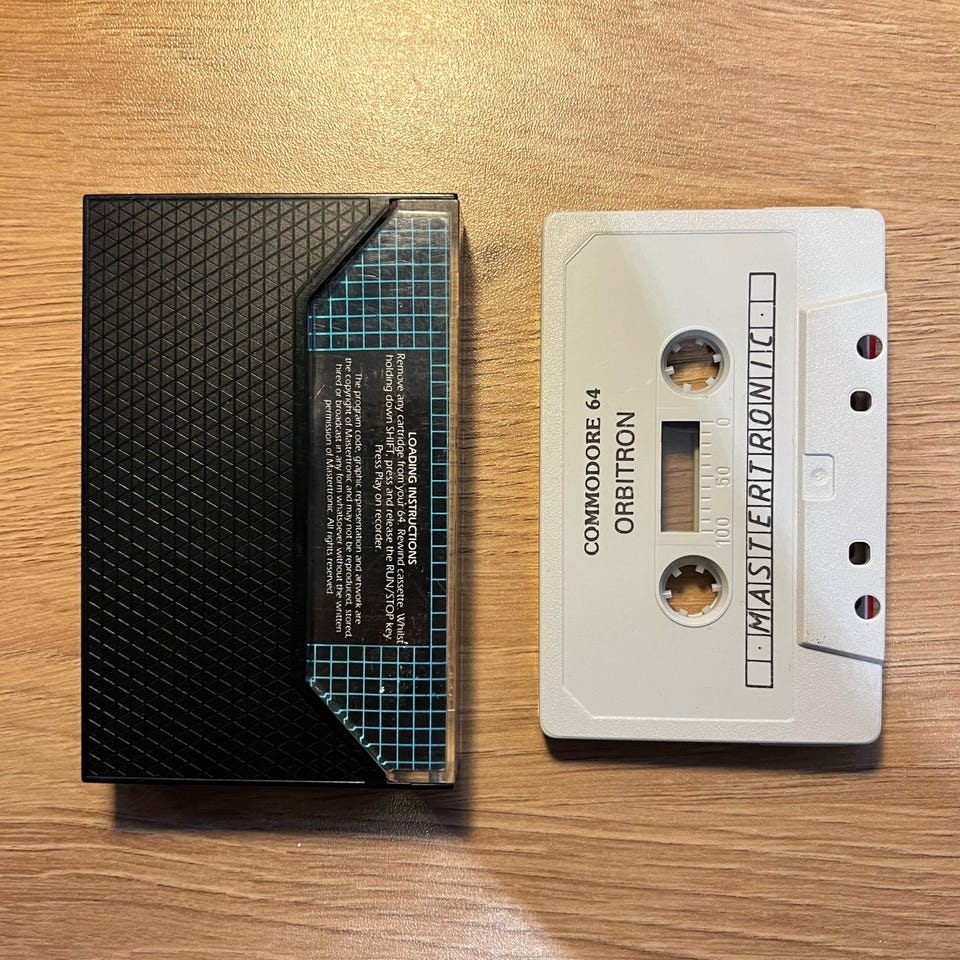 LOADING INSTRUCTIONS
Remove any cartridge from your 64. Rewind cassette. Whilst
holding down SHIFT, press and release the RUN/STOP key.
Press Play on recorder.
The program code, graphic representation and artwork are
the copyright of Mastertronic and may not be reproduced, stored,
hired or broadcast in any form whatsoever without the written
permission of Mastertronic. All rights reserved.
COMMODORE 64
ORBITRON
100 50 0
MASTERTRONIC